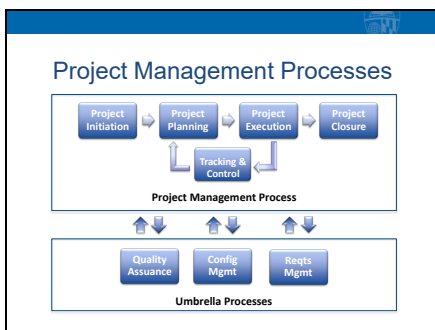 Project Management Processes
Project
Initiation
Project
Planning
Project
Execution
Project
Closure
Tracking &
Control
Project Management Process
Quality
Assuance
Config
Mgmt
Reqts
Mgmt
Umbrella Processes